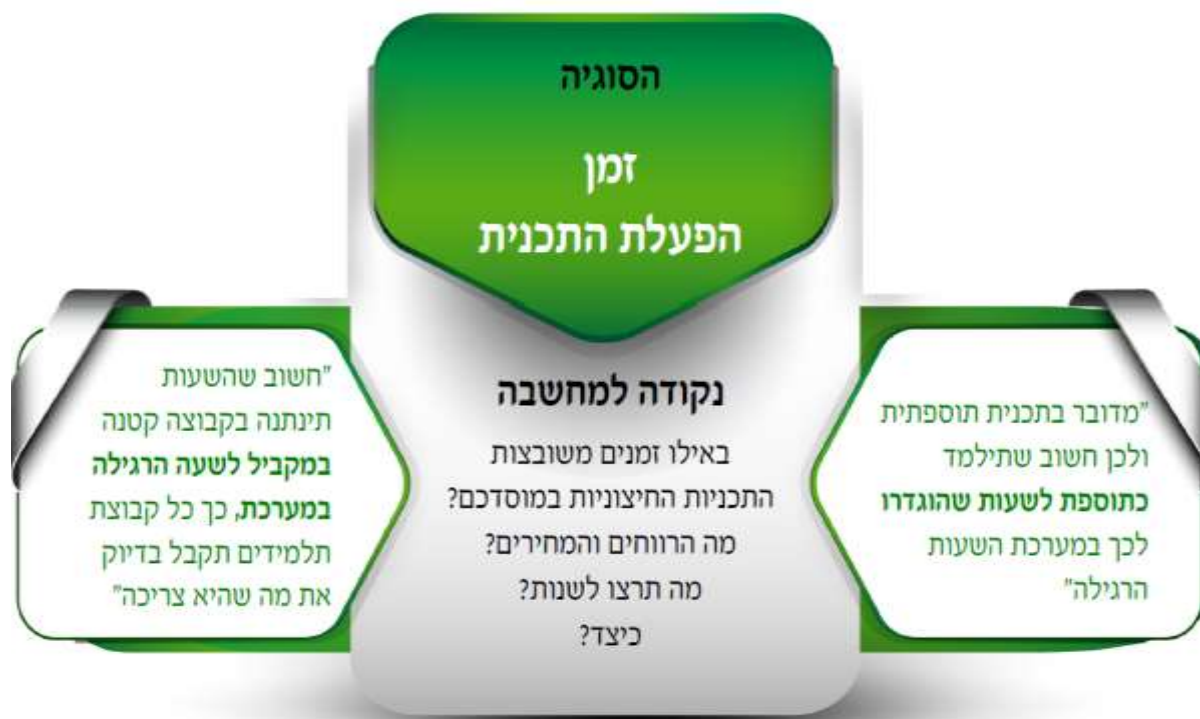 הסוגיה
זמן
הפעלת התכנית
"מדובר בתכנית תוספתית
ולכן חשוב שתילמד
כתוספת לשעות שהוגדרו
לכך במערכת השעות
הרגילה"
נקודה למחשבה
באילו זמנים משובצות
התכניות החיצוניות במוסדכם?
מה הרווחים והמחירים?
מה תרצו לשנות?
כיצד?
"חשוב שהשעות
תינתנה בקבוצה קטנה
במקביל לשעה הרגילה
במערכת, כך כל קבוצת
תלמידים תקבל בדיוק
את מה שהיא צריכה"